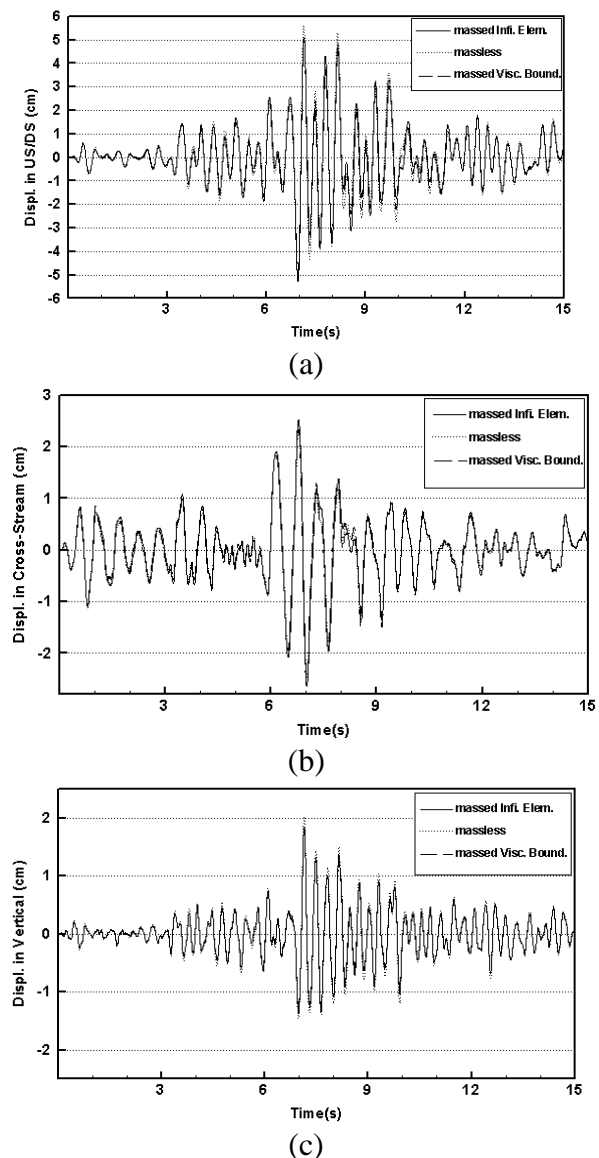 6
5
4
3
2
1
0
-1
-2
-3
-4
-5
6
Displ. in US/DS (cm)
massed Infi. Elem.
massless
massed Visc. Bound.
3
6
9
12
15
Time(s)
(a)
3
2
1
0
-1
-2
Displ. in Cross-Stream (cm)
massed Infi. Elem.
massless
massed Visc. Bound.
3
6
9
12
15
Time(s)
(b)
2
1
0
-1
-2
Displ. in Vertical (cm)
massed Infi. Elem.
massless
massed Visc. Bound.
3
6
9
12
15
Time(s)
(c)